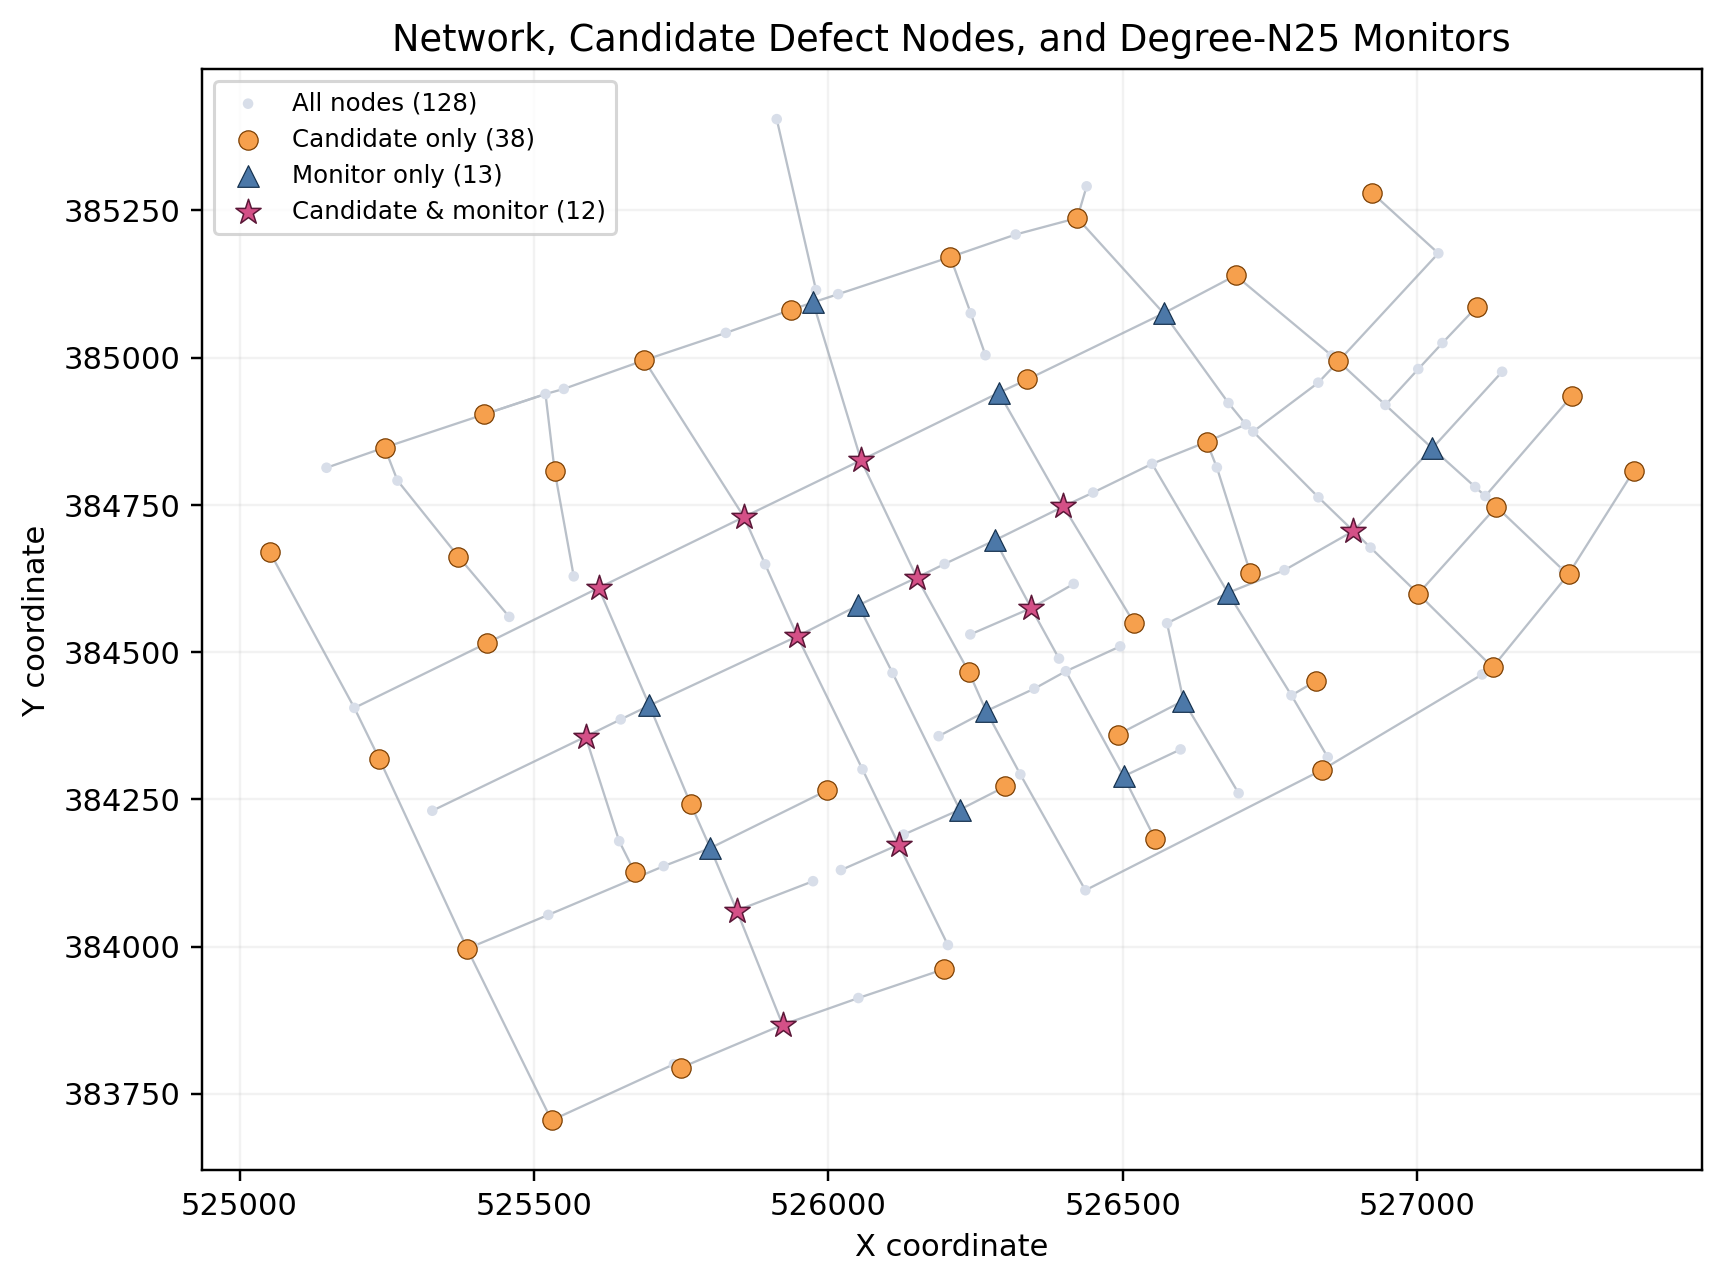 Network, Candidate Defect Nodes, and Degree-N25 Monitors
All nodes (128)
Candidate only (38)
Monitor only (13)
Candidate & monitor (12)
385250
385000
384750
384500
384250
384000
383750
Y coordinate
525000 525500 526000 526500 527000
X coordinate